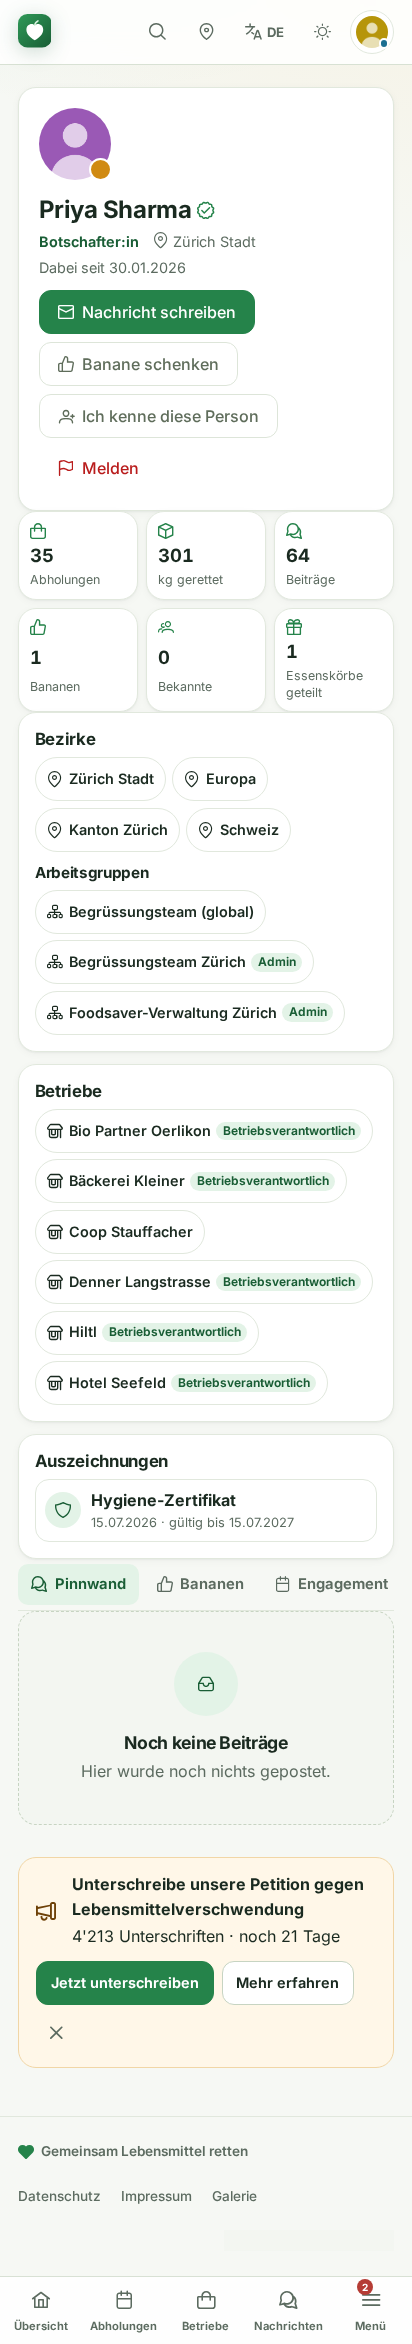 DE
Priya Sharma
Botschafter:in Zürich Stadt
Dabei seit 30.01.2026
Nachricht schreiben
Banane schenken
Ich kenne diese Person
Melden
35
Abholungen
301
kg gerettet
64
Beiträge
1
Bananen
0
Bekannte
1
Essenskörbe
geteilt
Bezirke
Zürich Stadt
Europa
Kanton Zürich
Schweiz
Arbeitsgruppen
Begrüssungsteam (global)
Begrüssungsteam Zürich Admin
Foodsaver-Verwaltung Zürich Admin
Betriebe
Bio Partner Oerlikon Betriebsverantwortlich
Bäckerei Kleiner Betriebsverantwortlich
Coop Stauffacher
Denner Langstrasse Betriebsverantwortlich
Hiltl Betriebsverantwortlich
Hotel Seefeld Betriebsverantwortlich
Auszeichnungen
Hygiene-Zertifikat
15.07.2026 · gültig bis 15.07.2027
Pinnwand Bananen Engagement
Noch keine Beiträge
Hier wurde noch nichts gepostet.
Unterschreibe unsere Petition gegen
Lebensmittelverschwendung
4'213 Unterschriften · noch 21 Tage
Jetzt unterschreiben
Mehr erfahren
Gemeinsam Lebensmittel retten
Datenschutz Impressum Galerie
2
Übersicht Abholungen Betriebe Nachrichten Menü